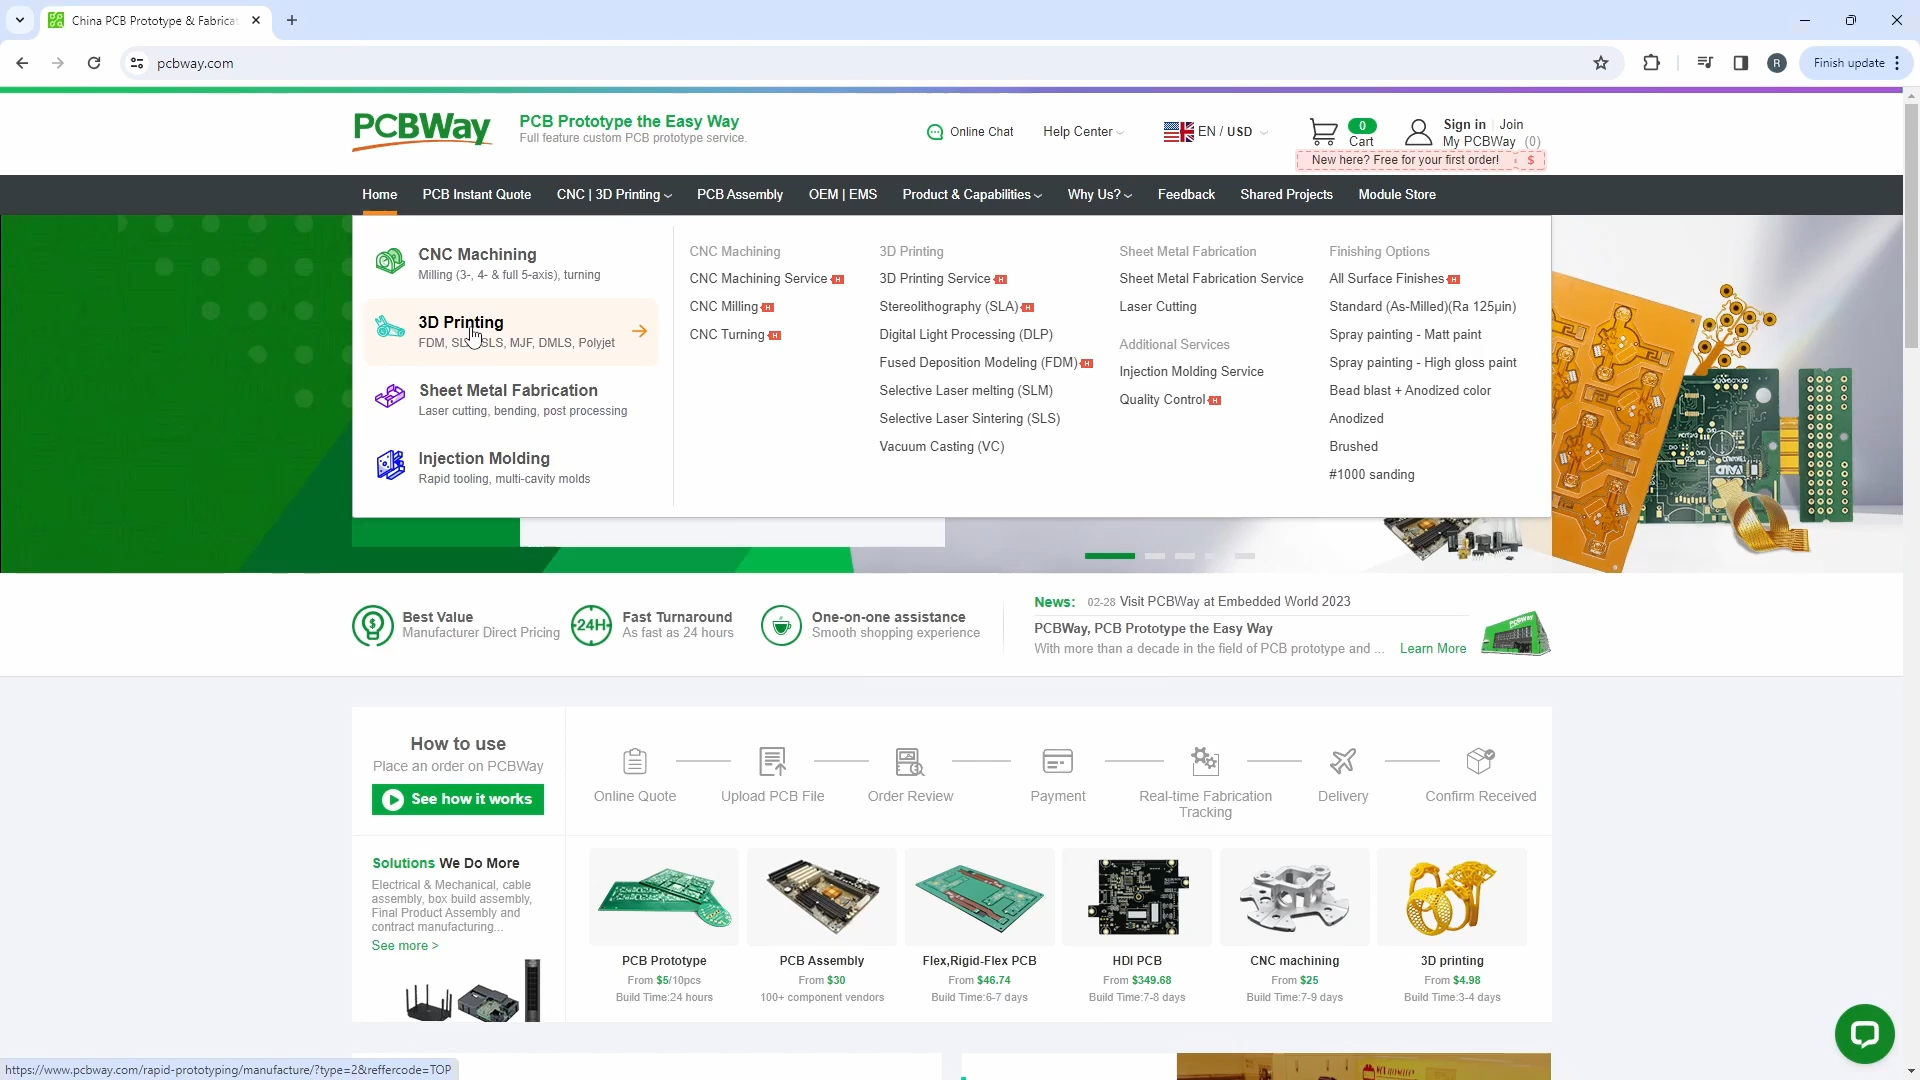 China PCB Prototype & Fabrica
pcbway.com
Finish update
R
PCBWay
PCB Prototype the Easy Way
Full feature custom PCB prototype service.
Online Chat
Help Center
EN / USD
0
Cart
Sign in
Join
My PCBWay (0)
New here? Free for your first order! $
Home
PCB Instant Quote
CNC | 3D Printing
PCB Assembly
OEM | EMS
Product & Capabilities
Why Us?
Feedback
Shared Projects
Module Store
CNC Machining
Milling (3-, 4- & full 5-axis), turning
3D Printing
FDM, SLS, MJF, DMLS, Polyjet
Sheet Metal Fabrication
Laser cutting, bending, post processing
Injection Molding
Rapid tooling, multi-cavity molds
CNC Machining
CNC Machining Service H
CNC Milling H
CNC Turning H
3D Printing
3D Printing Service H
Stereolithography (SLA) H
Digital Light Processing (DLP)
Fused Deposition Modeling (FDM) H
Selective Laser melting (SLM)
Selective Laser Sintering (SLS)
Vacuum Casting (VC)
Sheet Metal Fabrication
Sheet Metal Fabrication Service
Laser Cutting
Additional Services
Injection Molding Service
Quality Control H
Finishing Options
All Surface Finishes H
Standard (As-Milled)(Ra 125µin)
Spray painting - Matt paint
Spray painting - High gloss paint
Bead blast + Anodized color
Anodized
Brushed
#1000 sanding
Best Value
Manufacturer Direct Pricing
24H
Fast Turnaround
As fast as 24 hours
One-on-one assistance
Smooth shopping experience
News: 02-28 Visit PCBWay at Embedded World 2023
PCBWay, PCB Prototype the Easy Way
With more than a decade in the field of PCB prototype and ... Learn More
How to use
Place an order on PCBWay
See how it works
Online Quote
Upload PCB File
Order Review
Payment
Real-time Fabrication
Tracking
Delivery
Confirm Received
Solutions We Do More
Electrical & Mechanical, cable
assembly, box build assembly,
Final Product Assembly and
contract manufacturing...
See more >
PCB Prototype
From $5/10pcs
Build Time:24 hours
PCB Assembly
From $30
100+ component vendors
Flex,Rigid-Flex PCB
From $46.74
Build Time:6-7 days
HDI PCB
From $349.68
Build Time:7-8 days
CNC machining
From $25
Build Time:7-9 days
3D printing
From $4.98
Build Time:3-4 days
https://www.pcbway.com/rapid-prototyping/manufacture/?type=2&reffercode=TOP